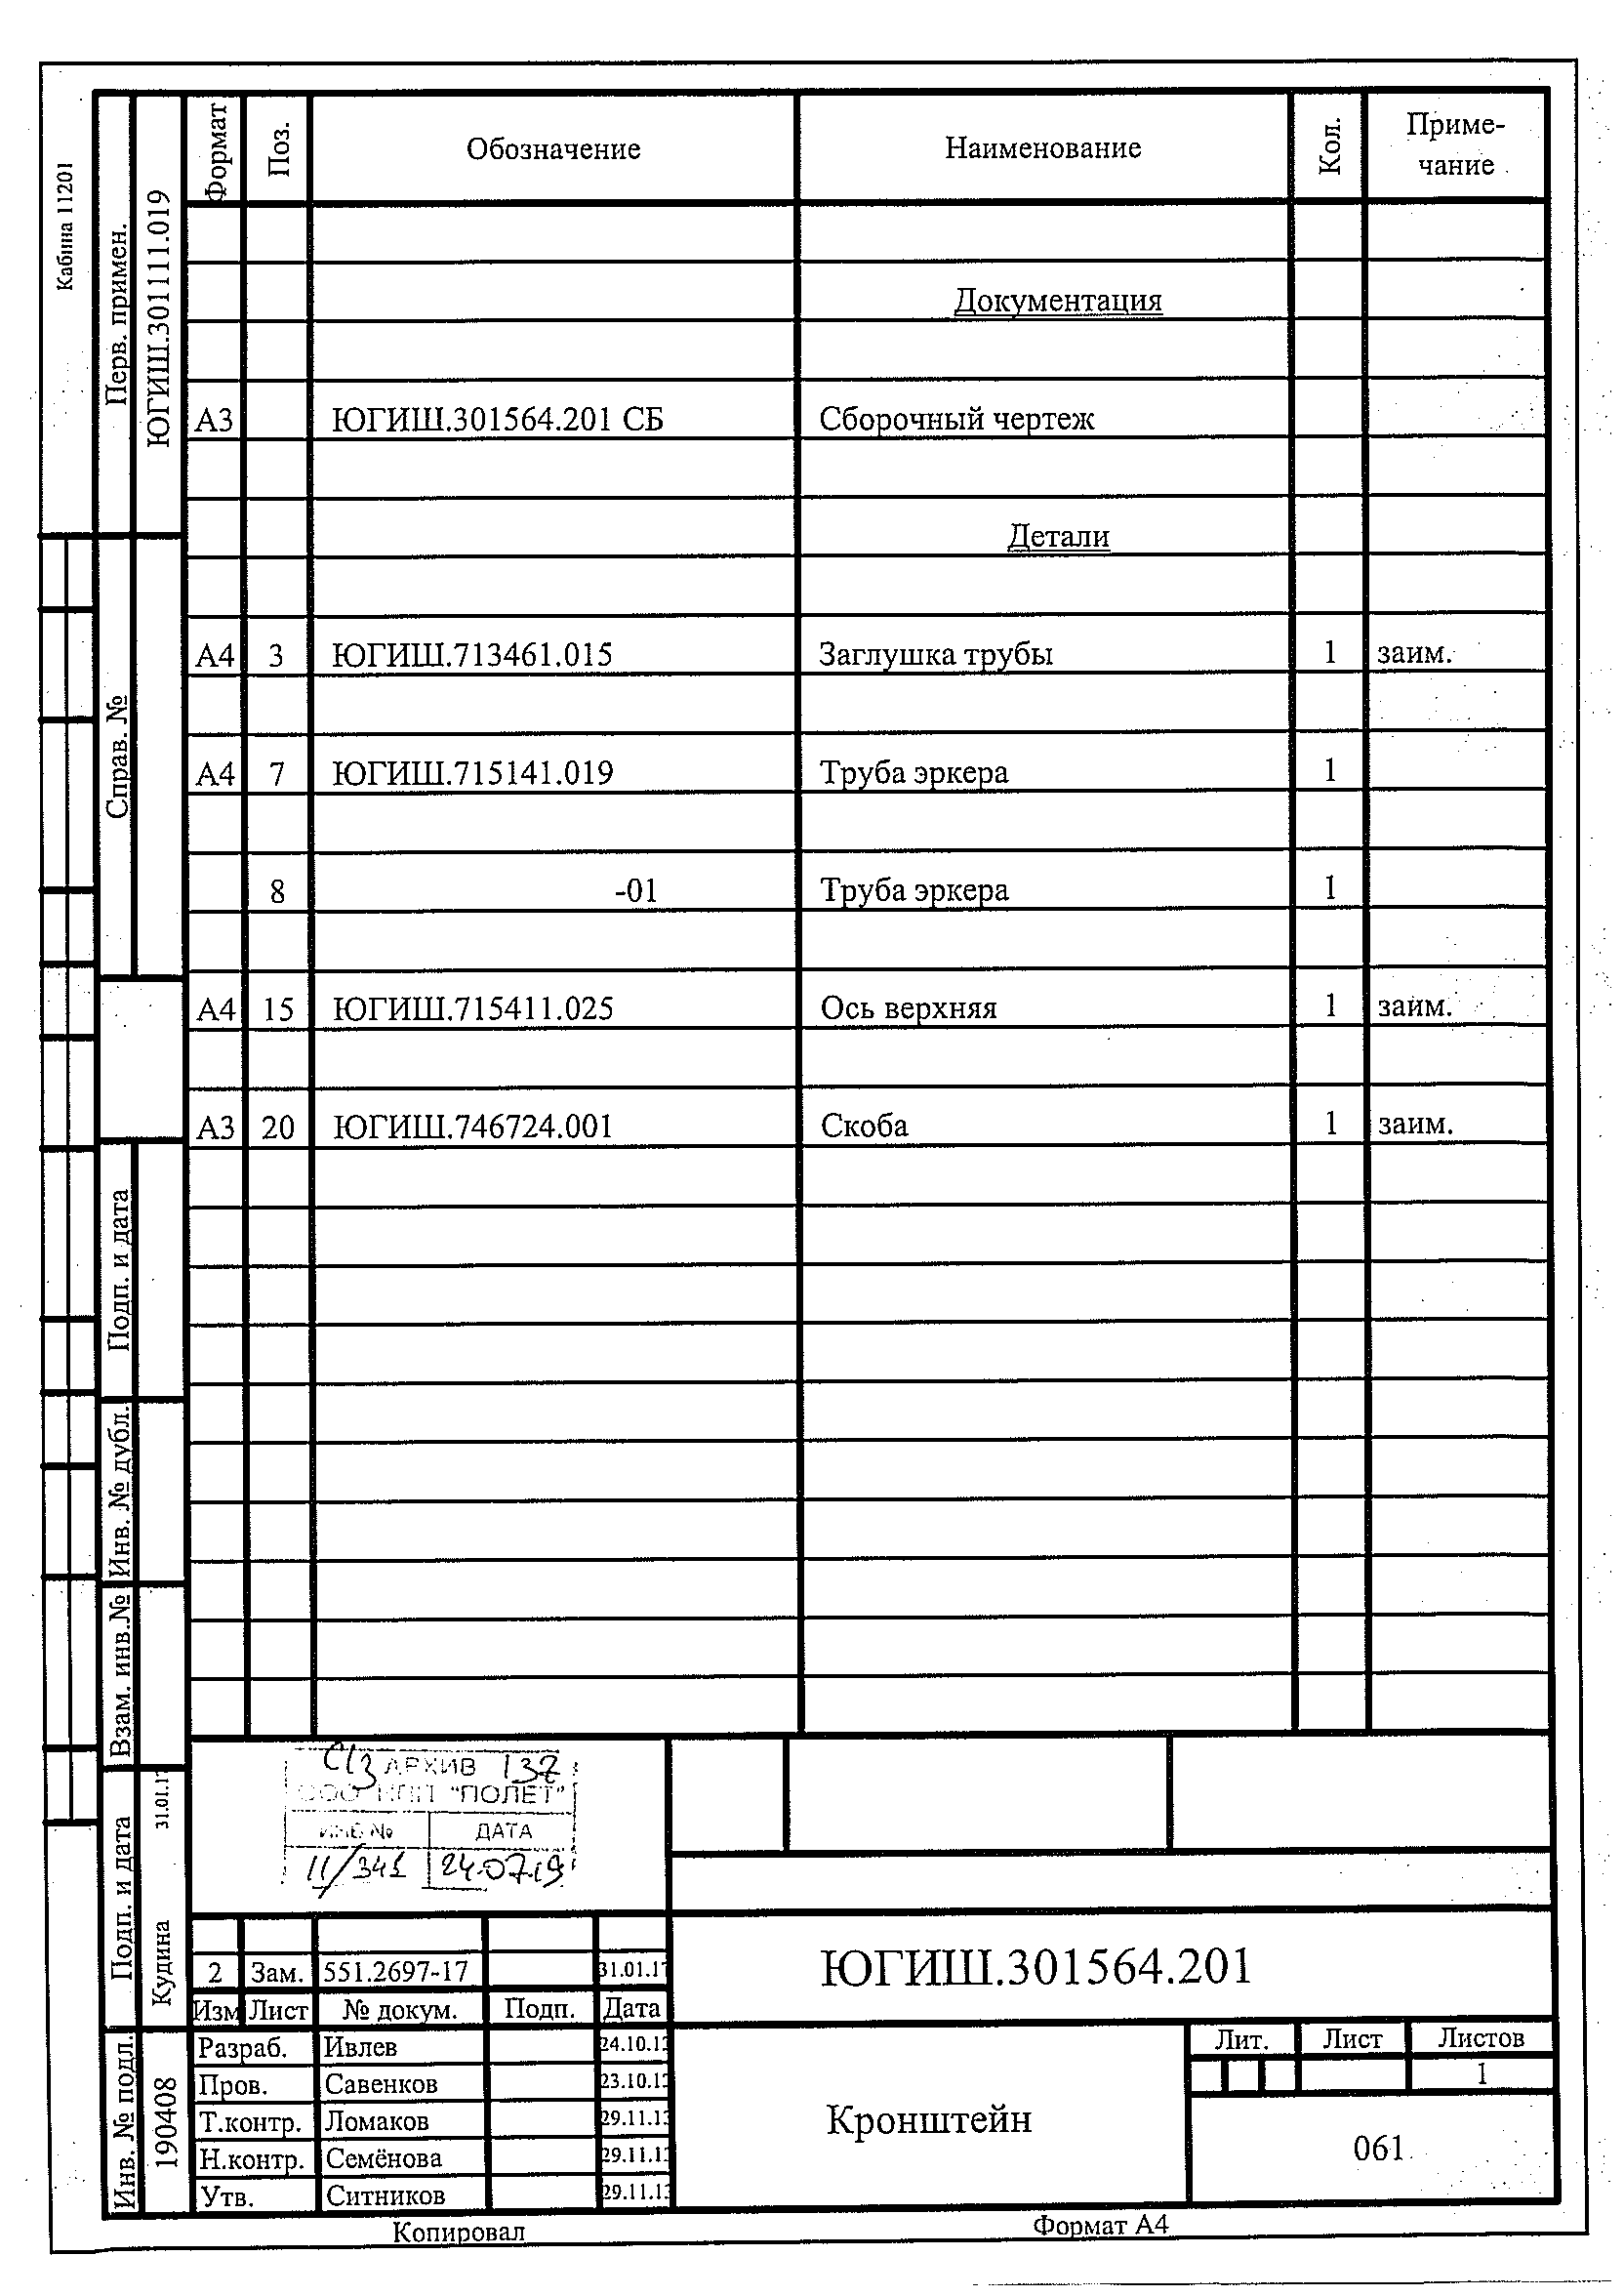 Кабина 11201
Перв. примен.
ЮГИШ.301111.019
Справ. №
Подп. и дата
Инв. № дубл.
Взам. инв.№
Подп. и дата
Кудина 31.01.17
Инв. № подл.
190408
Формат Поз. Обозначение Наименование Кол. Приме-
чание
Документация
А3 ЮГИШ.301564.201 СБ Сборочный чертеж
Детали
А4 3 ЮГИШ.713461.015 Заглушка трубы 1 заим.
А4 7 ЮГИШ.715141.019 Труба эркера 1
8 -01 Труба эркера 1
А4 15 ЮГИШ.715411.025 Ось верхняя 1 заим.
А3 20 ЮГИШ.746724.001 Скоба 1 заим.
АРХИВ 137
ООО НПП "ПОЛЕТ"
ИНВ № ДАТА
11/341 24.07.19
2 Зам. 551.2697-17 31.01.17
Изм Лист № докум. Подп. Дата
ЮГИШ.301564.201
Разраб. Ивлев 24.10.13
Пров. Савенков 23.10.13
Т.контр. Ломаков 29.11.13
Н.контр. Семёнова 29.11.13
Утв. Ситников 29.11.13
Кронштейн
Лит. Лист Листов
1
061
Копировал Формат А4